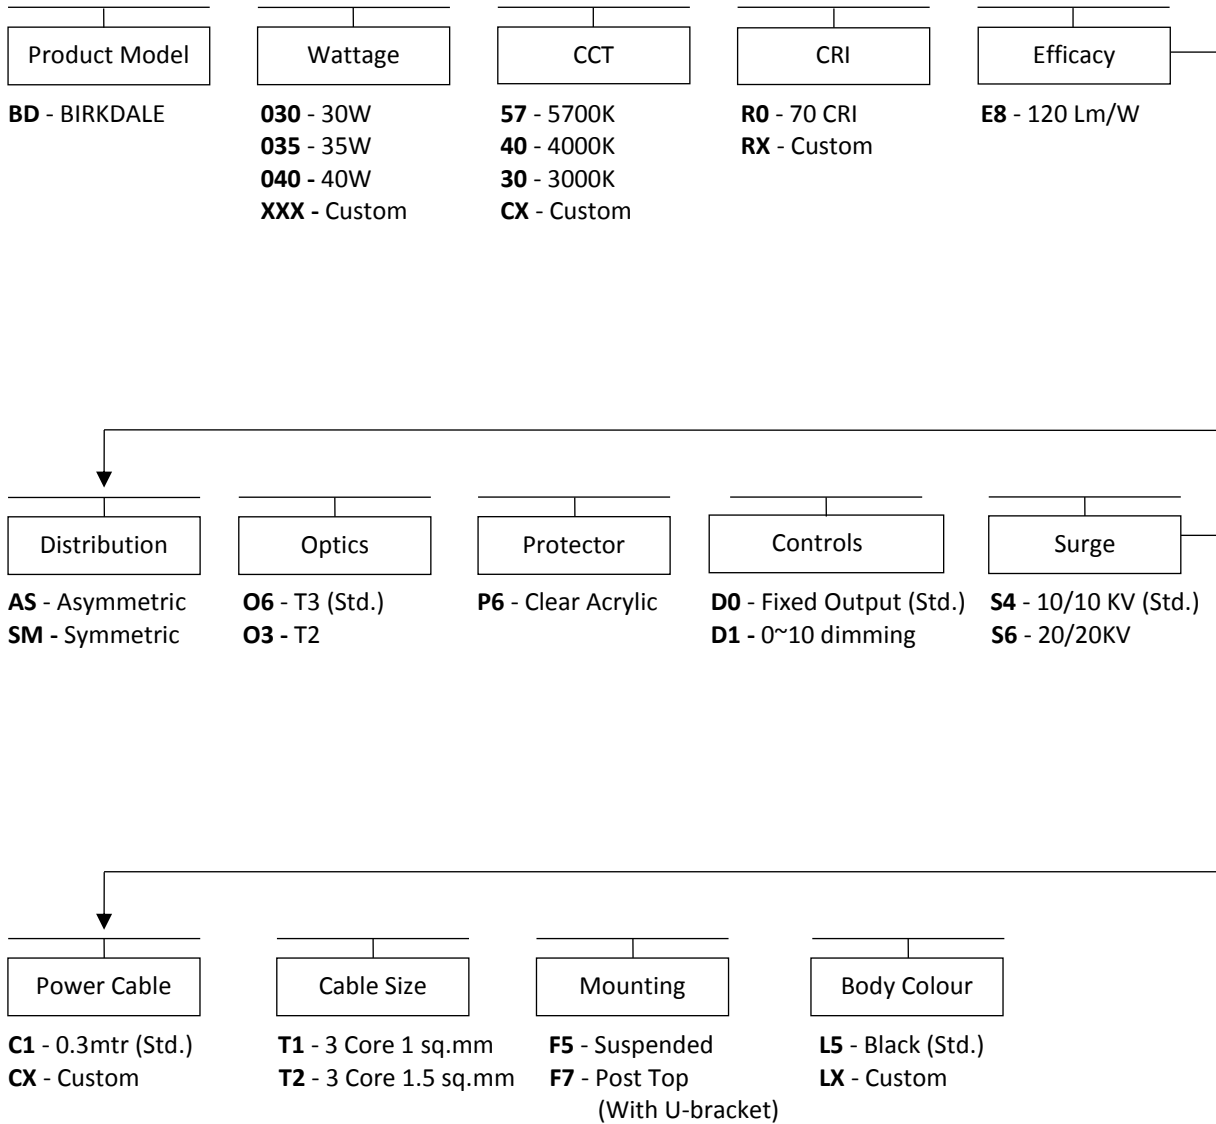 Product Model
BD - BIRKDALE
Wattage
030 - 30W
035 - 35W
040 - 40W
XXX - Custom
CCT
57 - 5700K
40 - 4000K
30 - 3000K
CX - Custom
CRI
R0 - 70 CRI
RX - Custom
Efficacy
E8 - 120 Lm/W
Distribution
AS - Asymmetric
SM - Symmetric
Optics
O6 - T3 (Std.)
O3 - T2
Protector
P6 - Clear Acrylic
Controls
D0 - Fixed Output (Std.)
D1 - 0~10 dimming
Surge
S4 - 10/10 KV (Std.)
S6 - 20/20KV
Power Cable
C1 - 0.3mtr (Std.)
CX - Custom
Cable Size
T1 - 3 Core 1 sq.mm
T2 - 3 Core 1.5 sq.mm
Mounting
F5 - Suspended
F7 - Post Top
(With U-bracket)
Body Colour
L5 - Black (Std.)
LX - Custom